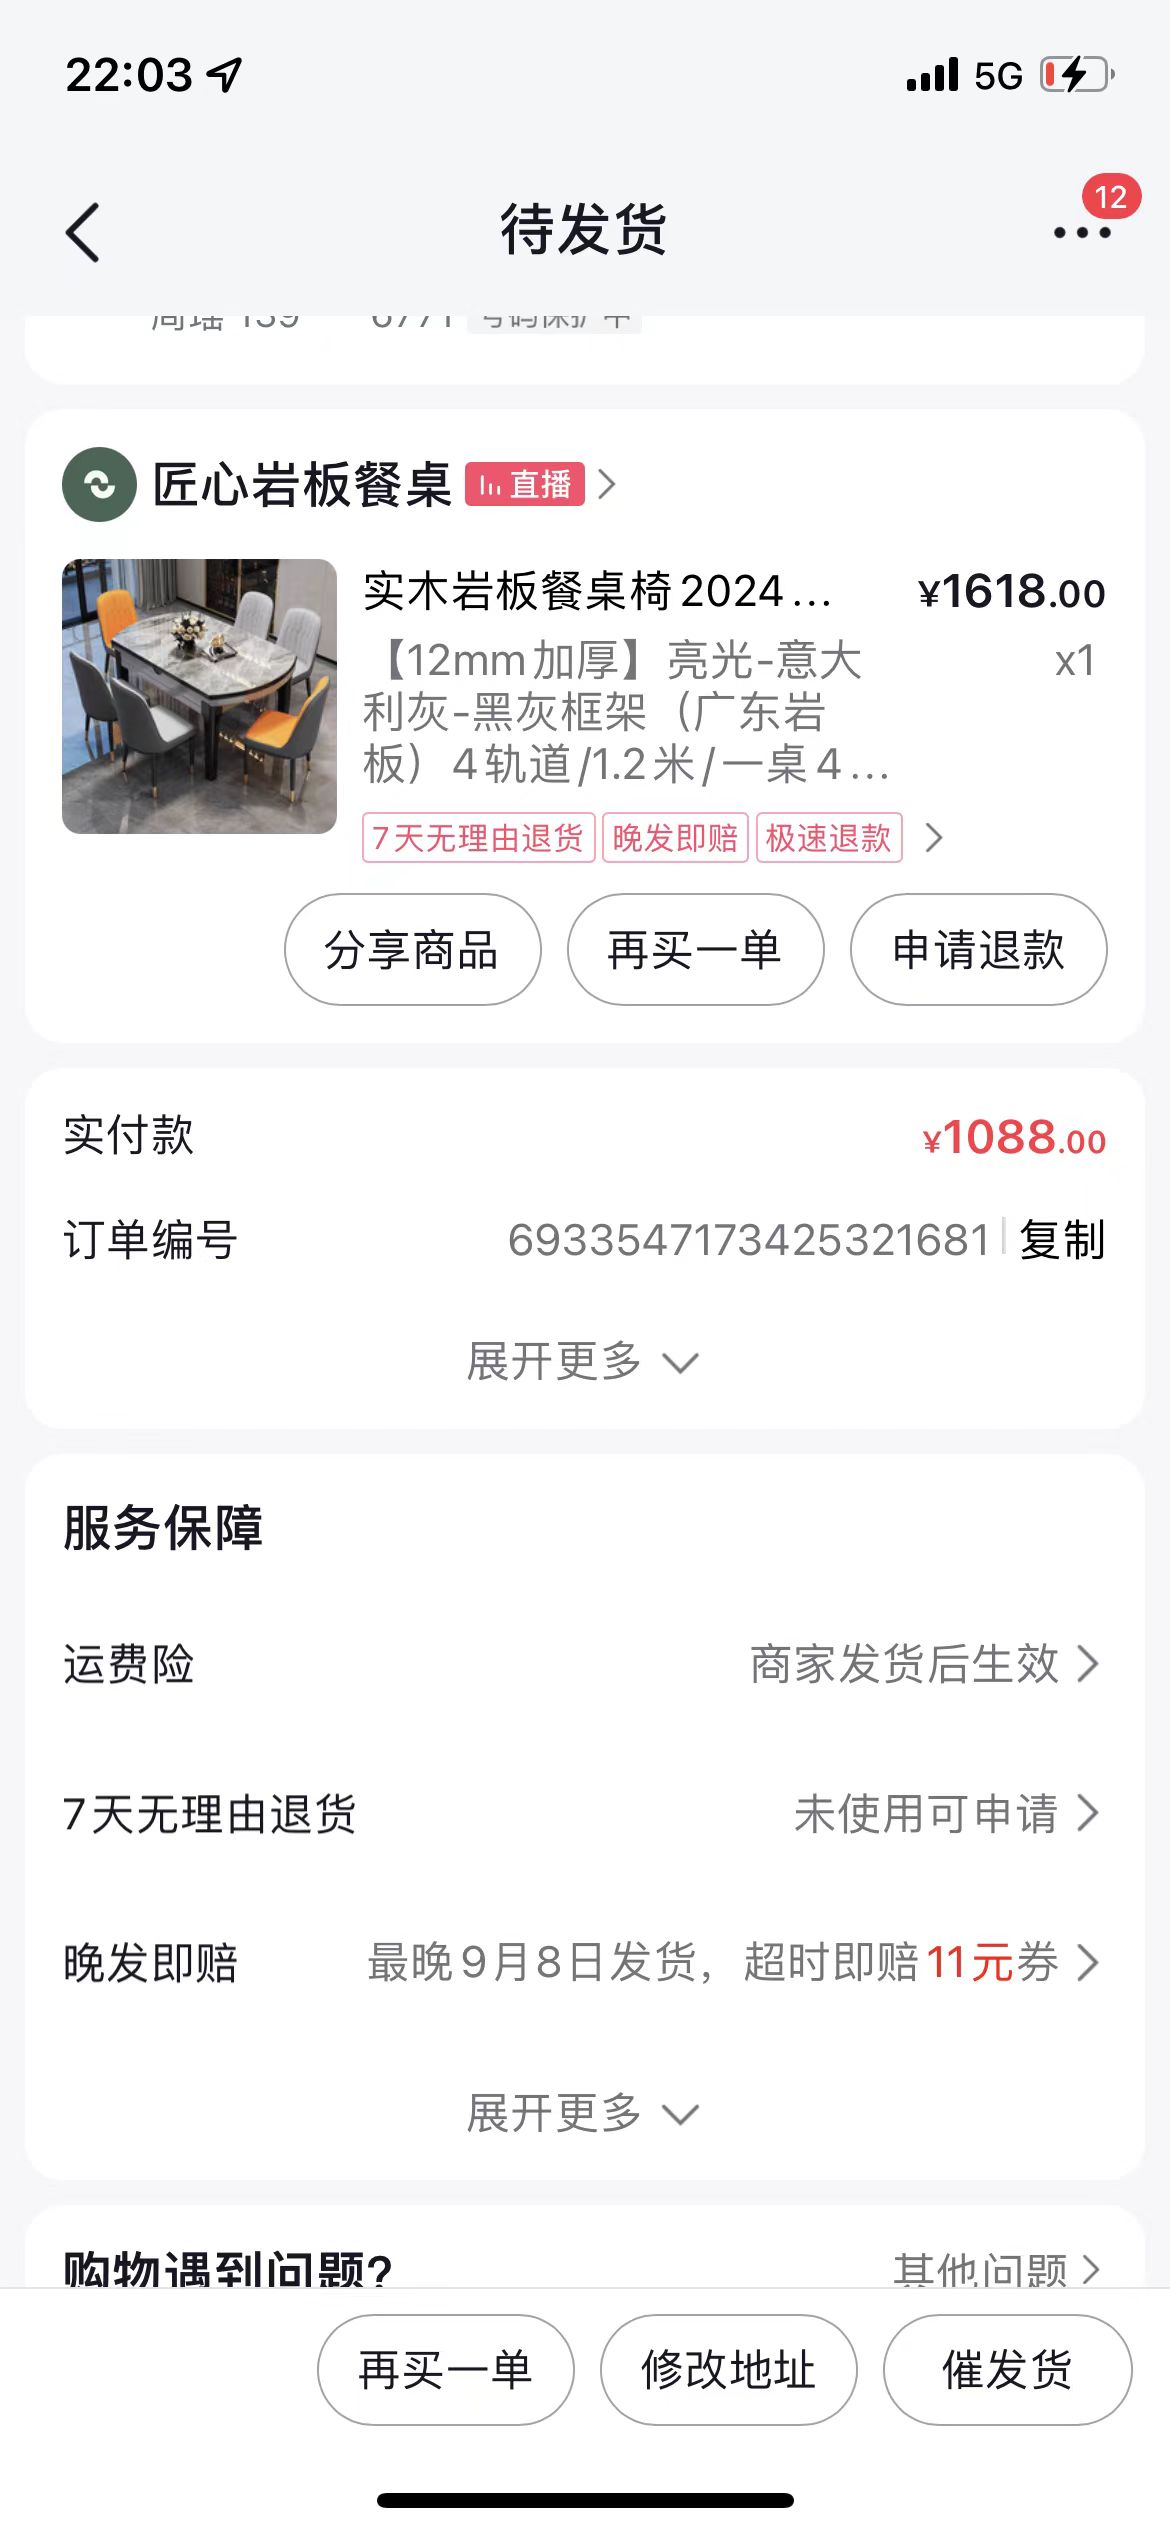 22:03
5G
12
待发货
匠心岩板餐桌 直播
实木岩板餐桌椅2024... ¥1618.00
【12mm加厚】亮光-意大 x1
利灰-黑灰框架（广东岩
板）4轨道/1.2米/一桌4...
7天无理由退货 晚发即赔 极速退款
分享商品 再买一单 申请退款
实付款 ¥1088.00
订单编号 6933547173425321681 复制
展开更多
服务保障
运费险 商家发货后生效
7天无理由退货 未使用可申请
晚发即赔 最晚9月8日发货，超时即赔11元券
展开更多
购物遇到问题? 其他问题
再买一单 修改地址 催发货